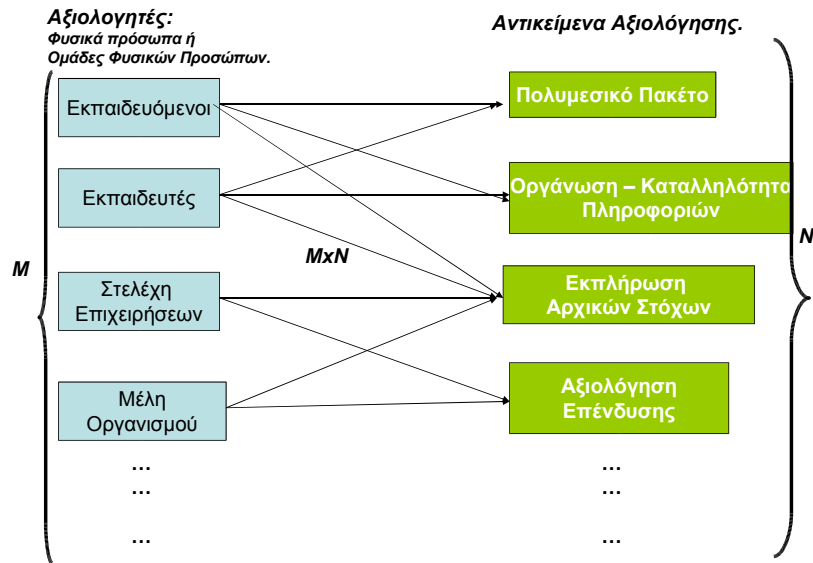 Αξιολογητές:
Φυσικά πρόσωπα ή
Ομάδες Φυσικών Προσώπων.
Αντικείμενα Αξιολόγησης.
Εκπαιδευόμενοι
Πολυμεσικό Πακέτο
Εκπαιδευτές
Οργάνωση – Καταλληλότητα
Πληροφοριών
M
MxN
N
Στελέχη
Επιχειρήσεων
Εκπλήρωση
Αρχικών Στόχων
Μέλη
Οργανισμού
Αξιολόγηση
Επένδυσης
...
...
...
...
...
...